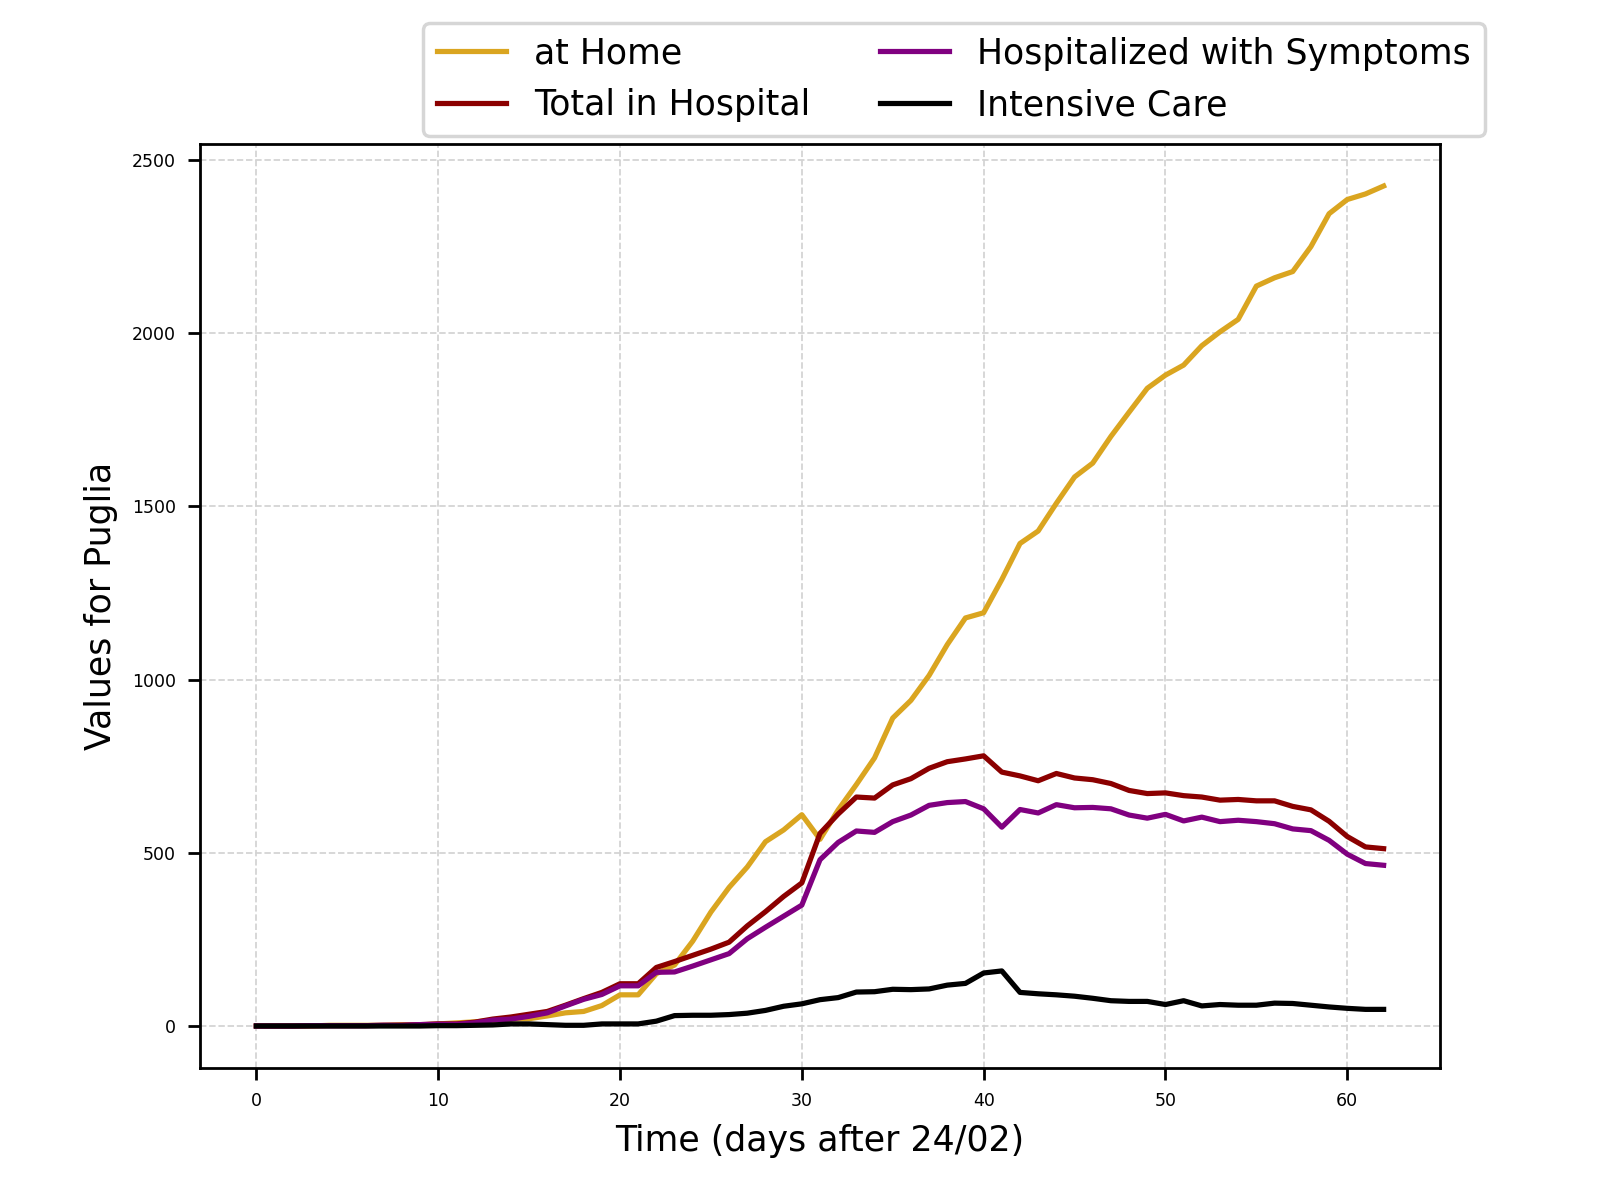 at Home
Total in Hospital
Hospitalized with Symptoms
Intensive Care
2500
2000
1500
1000
500
0
Values for Puglia
0 10 20 30 40 50 60
Time (days after 24/02)